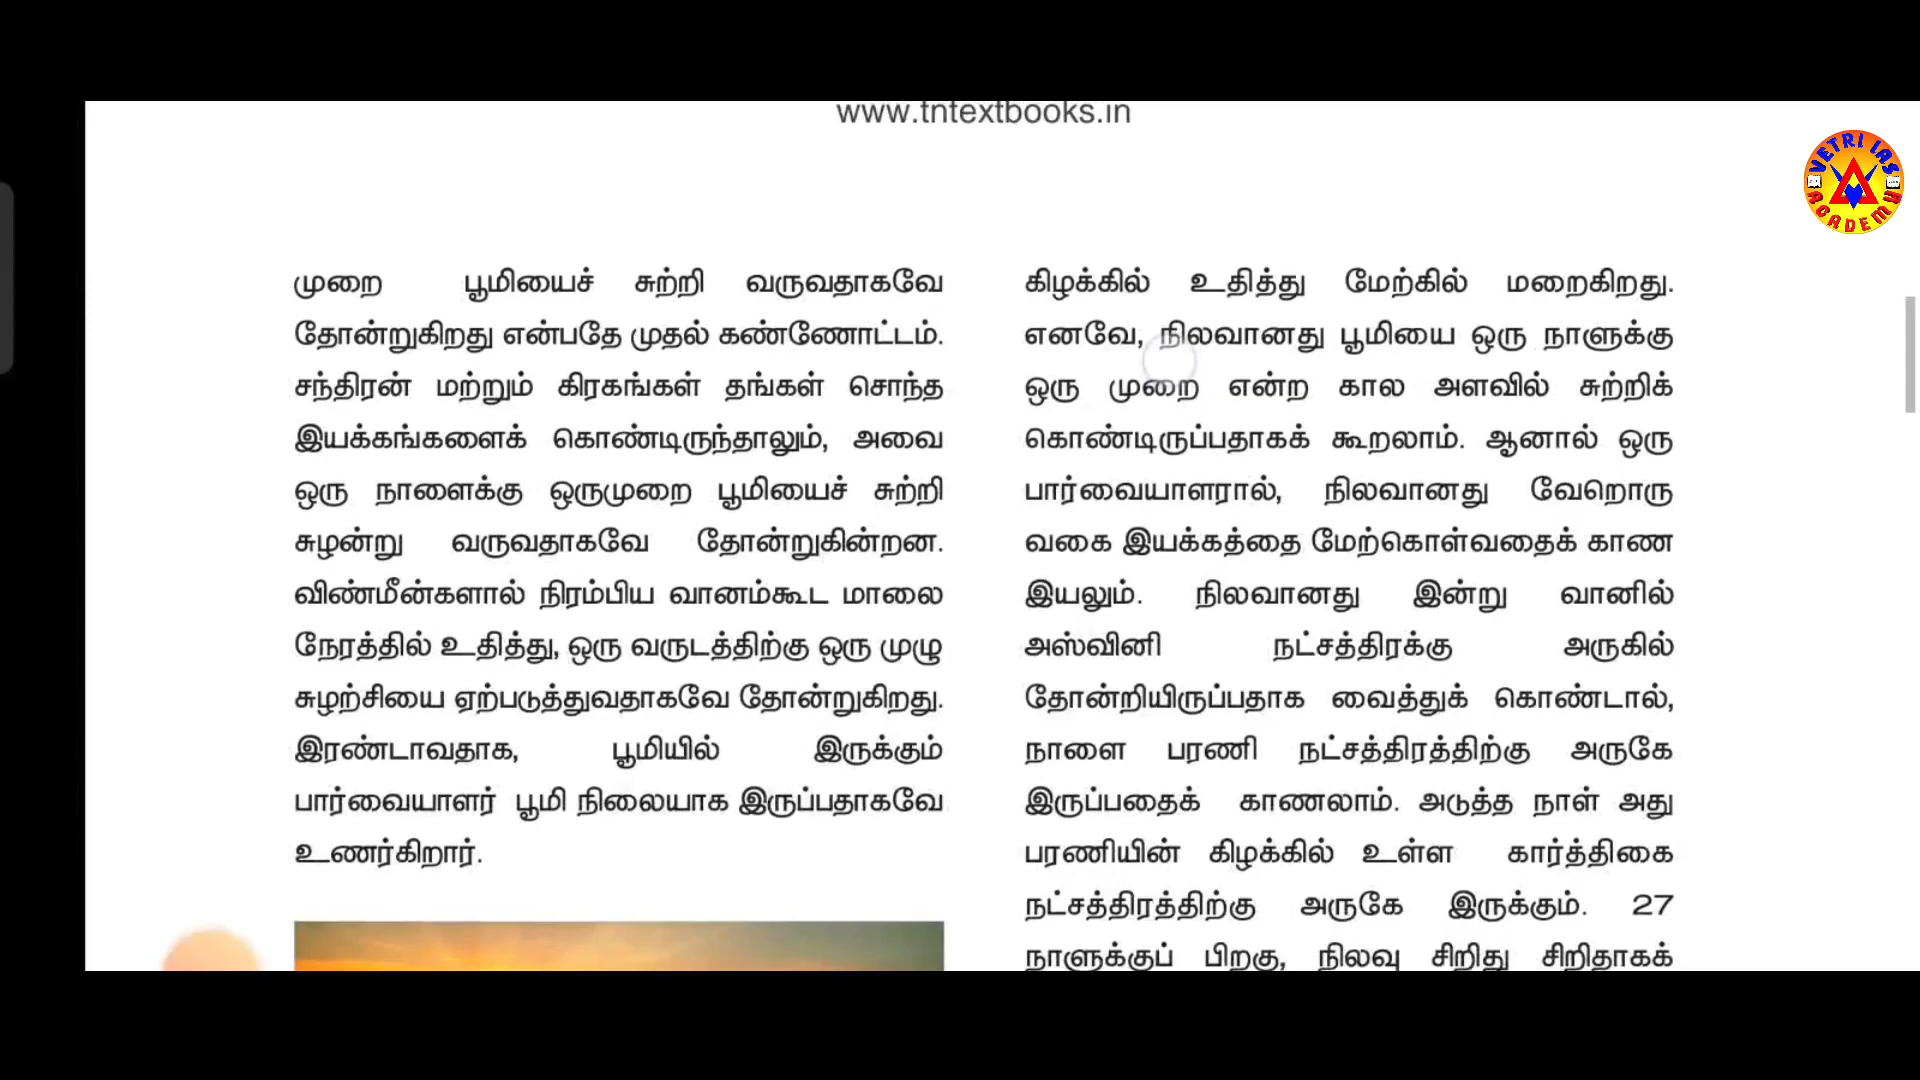 www.tntextbooks.in
VETRI IAS
ACADEMY
முறை பூமியைச் சுற்றி வருவதாகவே
தோன்றுகிறது என்பதே முதல் கண்ணோட்டம்.
சந்திரன் மற்றும் கிரகங்கள் தங்கள் சொந்த
இயக்கங்களைக் கொண்டிருந்தாலும், அவை
ஒரு நாளைக்கு ஒருமுறை பூமியைச் சுற்றி
சுழன்று வருவதாகவே தோன்றுகின்றன.
விண்மீன்களால் நிரம்பிய வானம்கூட மாலை
நேரத்தில் உதித்து, ஒரு வருடத்திற்கு ஒரு முழு
சுழற்சியை ஏற்படுத்துவதாகவே தோன்றுகிறது.
இரண்டாவதாக, பூமியில் இருக்கும்
பார்வையாளர் பூமி நிலையாக இருப்பதாகவே
உணர்கிறார்.
கிழக்கில் உதித்து மேற்கில் மறைகிறது.
எனவே, நிலவானது பூமியை ஒரு நாளுக்கு
ஒரு முறை என்ற கால அளவில் சுற்றிக்
கொண்டிருப்பதாகக் கூறலாம். ஆனால் ஒரு
பார்வையாளரால், நிலவானது வேறொரு
வகை இயக்கத்தை மேற்கொள்வதைக் காண
இயலும். நிலவானது இன்று வானில்
அஸ்வினி நட்சத்திரக்கு அருகில்
தோன்றியிருப்பதாக வைத்துக் கொண்டால்,
நாளை பரணி நட்சத்திரத்திற்கு அருகே
இருப்பதைக் காணலாம். அடுத்த நாள் அது
பரணியின் கிழக்கில் உள்ள கார்த்திகை
நட்சத்திரத்திற்கு அருகே இருக்கும். 27
நாளுக்குப் பிறகு, நிலவு சிறிது சிறிதாகக்